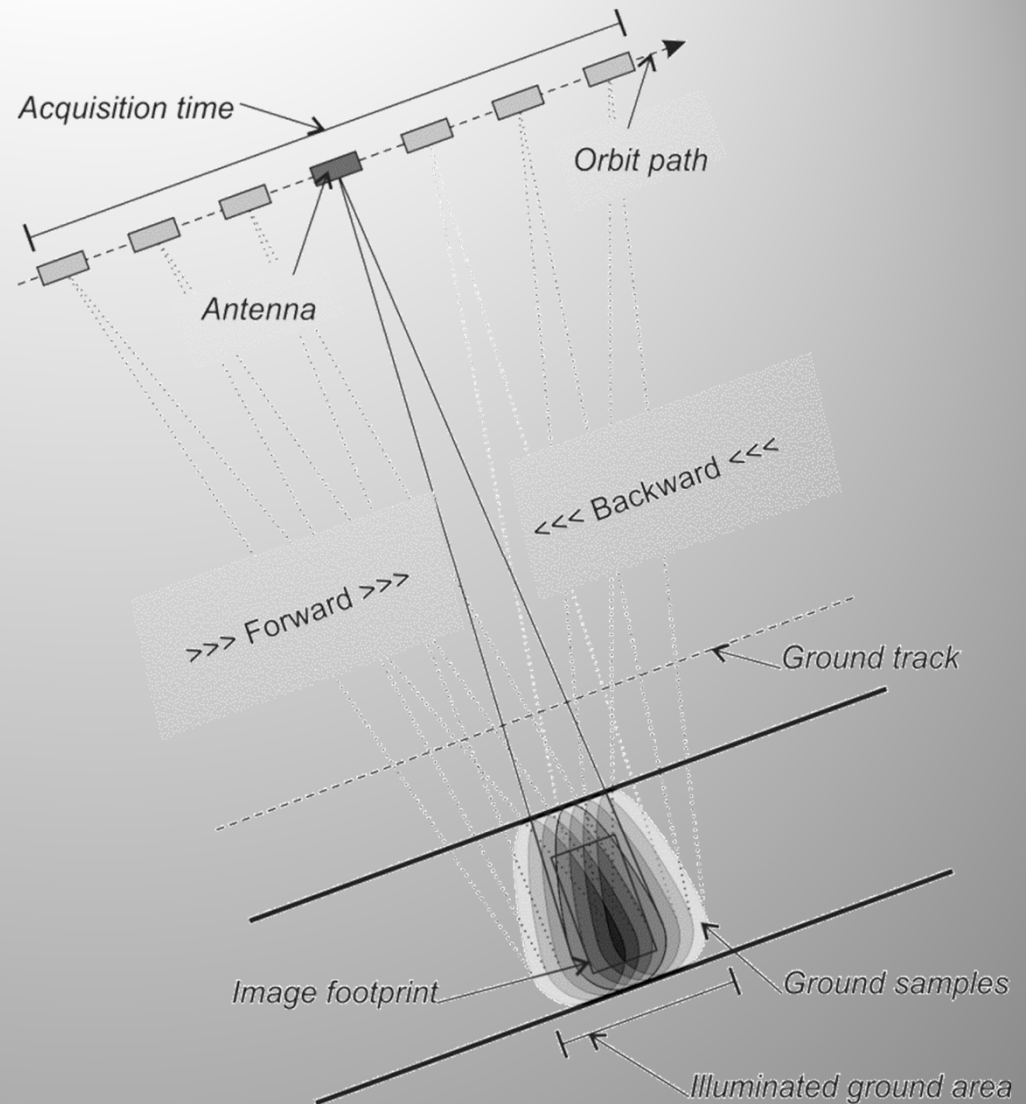 Acquisition time
Orbit path
Antenna
<<< Backward <<<
>>> Forward >>>
Ground track
Image footprint
Ground samples
Illuminated ground area